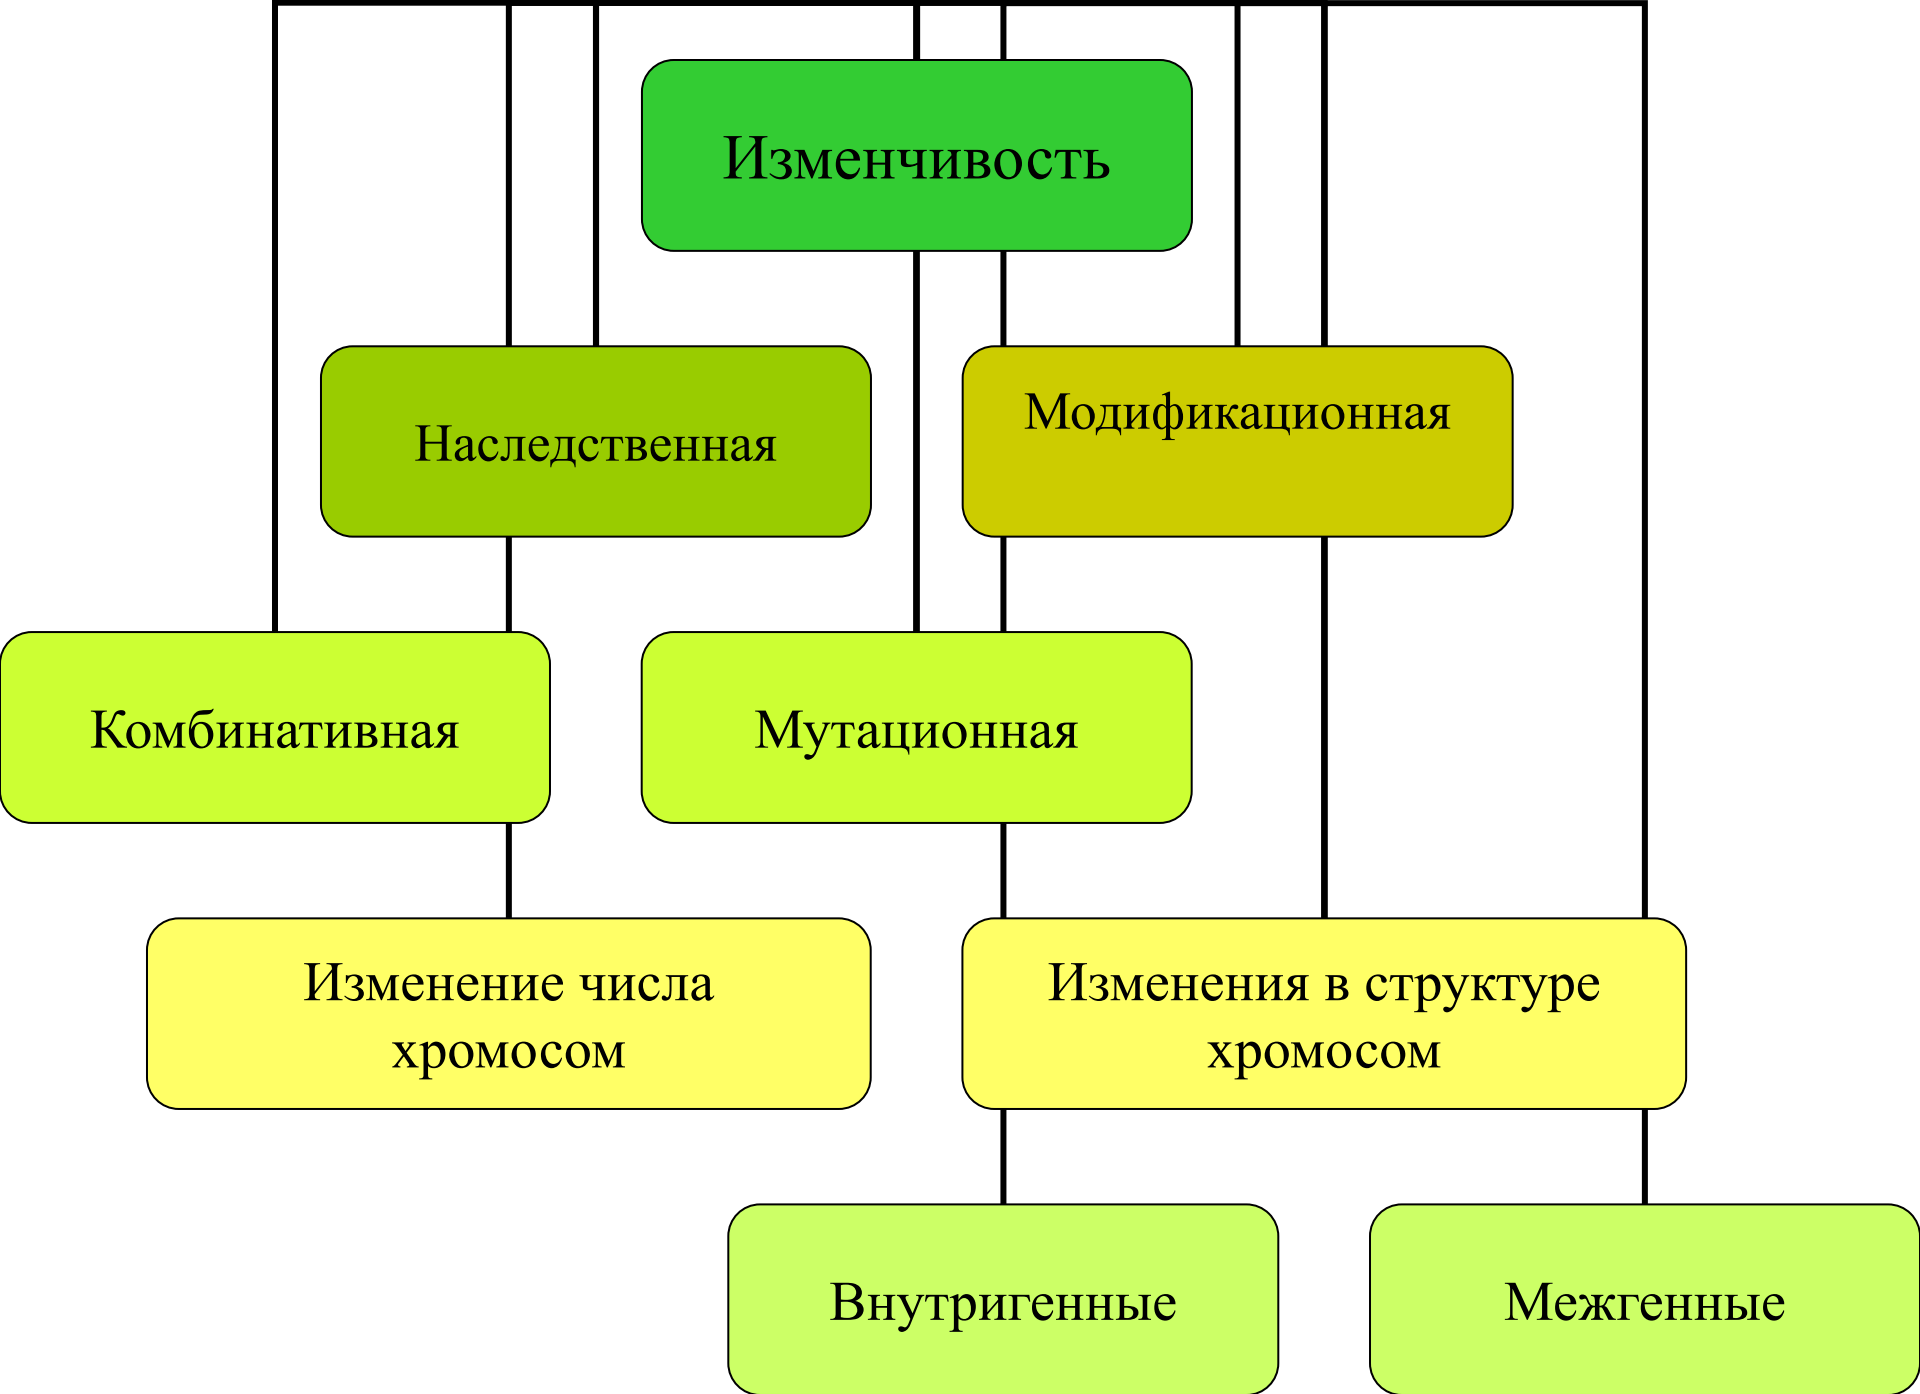 Изменчивость
Наследственная
Модификационная
Комбинативная
Мутационная
Изменение числа
хромосом
Изменения в структуре
хромосом
Внутригенные
Межгенные